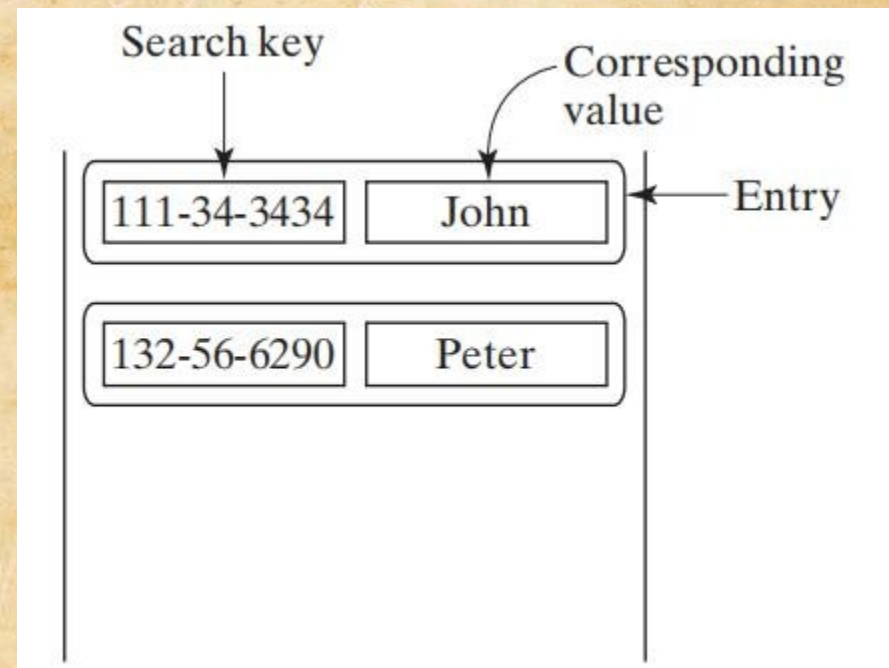 Search key
Corresponding
value
111-34-3434 John
Entry
132-56-6290 Peter